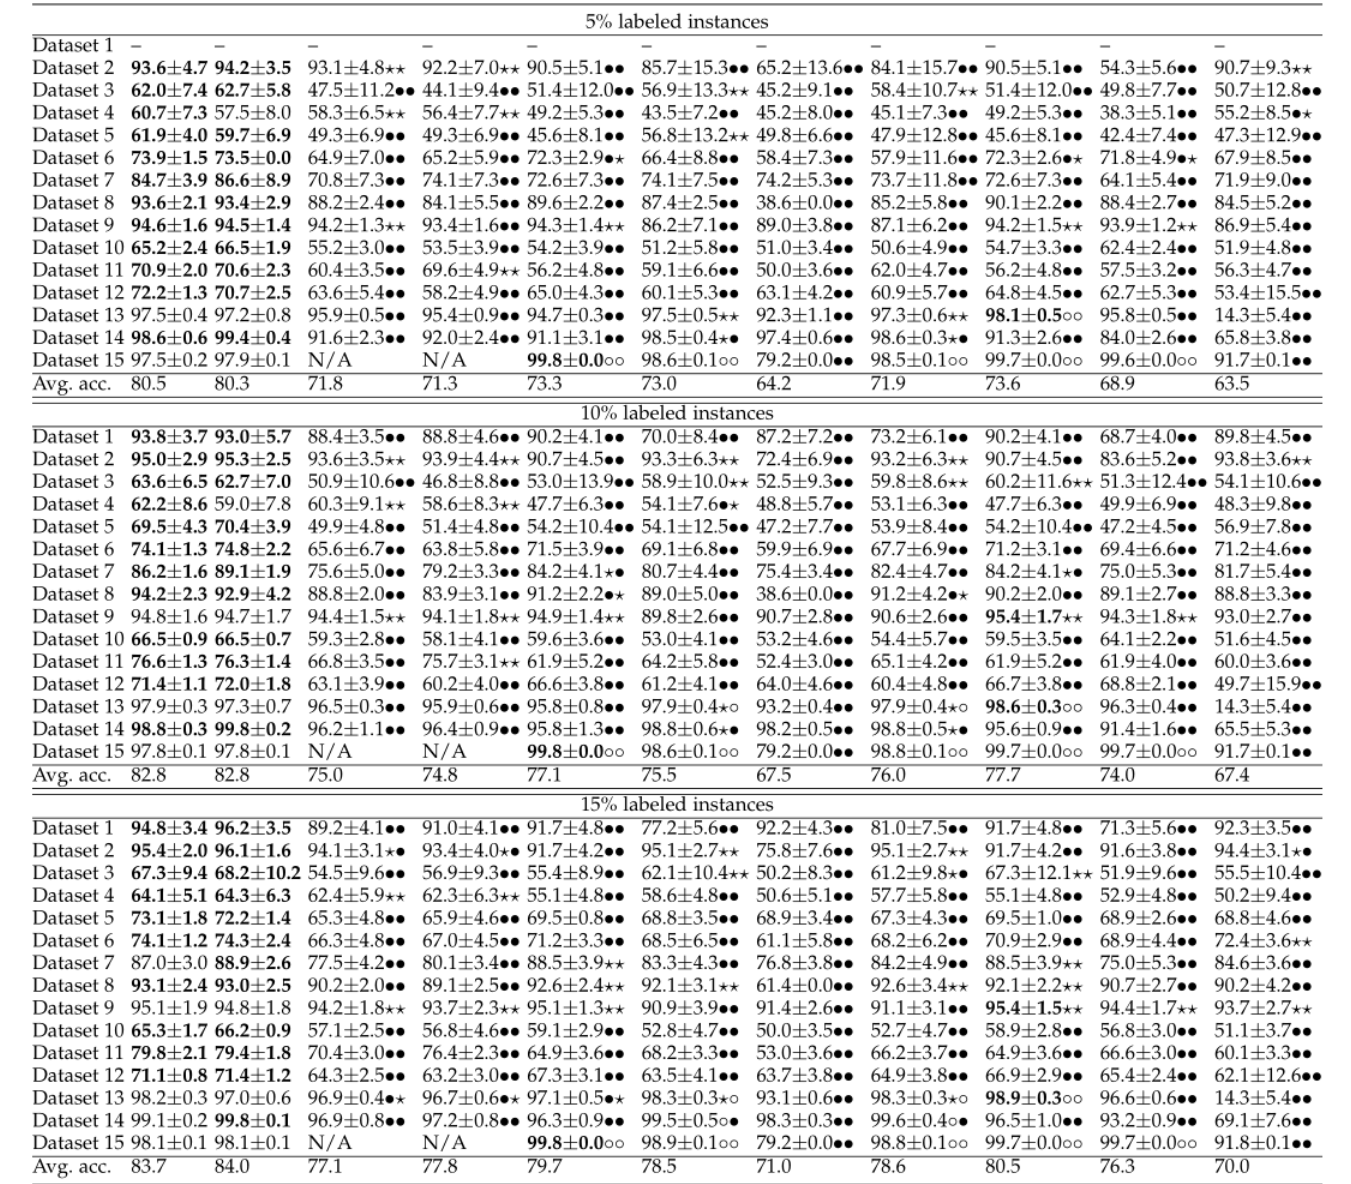 5% labeled instances
Dataset 1 – – – – – – – – – – –
Dataset 2 93.6±4.7 94.2±3.5 93.1±4.8⋆⋆ 92.2±7.0⋆⋆ 90.5±5.1●● 85.7±15.3●● 65.2±13.6●● 84.1±15.7●● 90.5±5.1●● 54.3±5.6●● 90.7±9.3⋆⋆
Dataset 3 62.0±7.4 62.7±5.8 47.5±11.2●● 44.1±9.4●● 51.4±12.0●● 56.9±13.3⋆⋆ 45.2±9.1●● 58.4±10.7⋆⋆ 51.4±12.0●● 49.8±7.7●● 50.7±12.8●●
Dataset 4 60.7±7.3 57.5±8.0 58.3±6.5⋆⋆ 56.4±7.7⋆⋆ 49.2±5.3●● 43.5±7.2●● 45.2±8.0●● 45.1±7.3●● 49.2±5.3●● 38.3±5.1●● 55.2±8.5●⋆
Dataset 5 61.9±4.0 59.7±6.9 49.3±6.9●● 49.3±6.9●● 45.6±8.1●● 56.8±13.2⋆⋆ 49.8±6.6●● 47.9±12.8●● 45.6±8.1●● 42.4±7.4●● 47.3±12.9●●
Dataset 6 73.9±1.5 73.5±0.0 64.9±7.0●● 65.2±5.9●● 72.3±2.9●⋆ 66.4±8.8●● 58.4±7.3●● 57.9±11.6●● 72.3±2.6●⋆ 71.8±4.9●⋆ 67.9±8.5●●
Dataset 7 84.7±3.9 86.6±8.9 70.8±7.3●● 74.1±7.3●● 72.6±7.3●● 74.1±7.5●● 74.2±5.3●● 73.7±11.8●● 72.6±7.3●● 64.1±5.4●● 71.9±9.0●●
Dataset 8 93.6±2.1 93.4±2.9 88.2±2.4●● 84.1±5.5●● 89.6±2.2●● 87.4±2.5●● 38.6±0.0●● 85.2±5.8●● 90.1±2.2●● 88.4±2.7●● 84.5±5.2●●
Dataset 9 94.6±1.6 94.5±1.4 94.2±1.3⋆⋆ 93.4±1.6●● 94.3±1.4⋆⋆ 86.2±7.1●● 89.0±3.8●● 87.1±6.2●● 94.2±1.5⋆⋆ 93.9±1.2⋆⋆ 86.9±5.4●●
Dataset 10 65.2±2.4 66.5±1.9 55.2±3.0●● 53.5±3.9●● 54.2±3.9●● 51.2±5.8●● 51.0±3.4●● 50.6±4.9●● 54.7±3.3●● 62.4±2.4●● 51.9±4.8●●
Dataset 11 70.9±2.0 70.6±2.3 60.4±3.5●● 69.6±4.9⋆⋆ 56.2±4.8●● 59.1±6.6●● 50.0±3.6●● 62.0±4.7●● 56.2±4.8●● 57.5±3.2●● 56.3±4.7●●
Dataset 12 72.2±1.3 70.7±2.5 63.6±5.4●● 58.2±4.9●● 65.0±4.3●● 60.1±5.3●● 63.1±4.2●● 60.9±5.7●● 64.8±4.5●● 62.7±5.3●● 53.4±15.5●●
Dataset 13 97.5±0.4 97.2±0.8 95.9±0.5●● 95.4±0.9●● 94.7±0.3●● 97.5±0.5⋆⋆ 92.3±1.1●● 97.3±0.6⋆⋆ 98.1±0.5○○ 95.8±0.5●● 14.3±5.4●●
Dataset 14 98.6±0.6 99.4±0.4 91.6±2.3●● 92.0±2.4●● 91.1±3.1●● 98.5±0.4⋆● 97.4±0.6●● 98.6±0.3⋆● 91.3±2.6●● 84.0±2.6●● 65.8±3.8●●
Dataset 15 97.5±0.2 97.9±0.1 N/A N/A 99.8±0.0○○ 98.6±0.1○○ 79.2±0.0●● 98.5±0.1○○ 99.7±0.0○○ 99.6±0.0○○ 91.7±0.1●●
Avg. acc. 80.5 80.3 71.8 71.3 73.3 73.0 64.2 71.9 73.6 68.9 63.5
10% labeled instances
Dataset 1 93.8±3.7 93.0±5.7 88.4±3.5●● 88.8±4.6●● 90.2±4.1●● 70.0±8.4●● 87.2±7.2●● 73.2±6.1●● 90.2±4.1●● 68.7±4.0●● 89.8±4.5●●
Dataset 2 95.0±2.9 95.3±2.5 93.6±3.5⋆⋆ 93.9±4.4⋆⋆ 90.7±4.5●● 93.3±6.3⋆⋆ 72.4±6.9●● 93.2±6.3⋆⋆ 90.7±4.5●● 83.6±5.2●● 93.8±3.6⋆⋆
Dataset 3 63.6±6.5 62.7±7.0 50.9±10.6●● 46.8±8.8●● 53.0±13.9●● 58.9±10.0⋆⋆ 52.5±9.3●● 59.8±8.6⋆⋆ 60.2±11.6⋆⋆ 51.3±12.4●● 54.1±10.6●●
Dataset 4 62.2±8.6 59.0±7.8 60.3±9.1⋆⋆ 58.6±8.3⋆⋆ 47.7±6.3●● 54.1±7.6●⋆ 48.8±5.7●● 53.1±6.3●● 47.7±6.3●● 49.9±6.9●● 48.3±9.8●●
Dataset 5 69.5±4.3 70.4±3.9 49.9±4.8●● 51.4±4.8●● 54.2±10.4●● 54.1±12.5●● 47.2±7.7●● 53.9±8.4●● 54.2±10.4●● 47.2±4.5●● 56.9±7.8●●
Dataset 6 74.1±1.3 74.8±2.2 65.6±6.7●● 63.8±5.8●● 71.5±3.9●● 69.1±6.8●● 59.9±6.9●● 67.7±6.9●● 71.2±3.1●● 69.4±6.6●● 71.2±4.6●●
Dataset 7 86.2±1.6 89.1±1.9 75.6±5.0●● 79.2±3.3●● 84.2±4.1⋆● 80.7±4.4●● 75.4±3.4●● 82.4±4.7●● 84.2±4.1⋆● 75.0±5.3●● 81.7±5.4●●
Dataset 8 94.2±2.3 92.9±4.2 88.8±2.0●● 83.9±3.1●● 91.2±2.2●⋆ 89.0±5.0●● 38.6±0.0●● 91.2±4.2●⋆ 90.2±2.0●● 89.1±2.7●● 88.8±3.3●●
Dataset 9 94.8±1.6 94.7±1.7 94.4±1.5⋆⋆ 94.1±1.8⋆⋆ 94.9±1.4⋆⋆ 89.8±2.6●● 90.7±2.8●● 90.6±2.6●● 95.4±1.7⋆⋆ 94.3±1.8⋆⋆ 93.0±2.7●●
Dataset 10 66.5±0.9 66.5±0.7 59.3±2.8●● 58.1±4.1●● 59.6±3.6●● 53.0±4.1●● 53.2±4.6●● 54.4±5.7●● 59.5±3.5●● 64.1±2.2●● 51.6±4.5●●
Dataset 11 76.6±1.3 76.3±1.4 66.8±3.5●● 75.7±3.1⋆⋆ 61.9±5.2●● 64.2±5.8●● 52.4±3.0●● 65.1±4.2●● 61.9±5.2●● 61.9±4.0●● 60.0±3.6●●
Dataset 12 71.4±1.1 72.0±1.8 63.1±3.9●● 60.2±4.0●● 66.6±3.8●● 61.2±4.1●● 64.0±4.6●● 60.4±4.8●● 66.7±3.8●● 68.8±2.1●● 49.7±15.9●●
Dataset 13 97.9±0.3 97.3±0.7 96.5±0.3●● 95.9±0.6●● 95.8±0.8●● 97.9±0.4⋆○ 93.2±0.4●● 97.9±0.4⋆○ 98.6±0.3○○ 96.3±0.4●● 14.3±5.4●●
Dataset 14 98.8±0.3 99.8±0.2 96.2±1.1●● 96.4±0.9●● 95.8±1.3●● 98.8±0.6⋆● 98.2±0.5●● 98.8±0.5⋆● 95.6±0.9●● 91.4±1.6●● 65.5±5.3●●
Dataset 15 97.8±0.1 97.8±0.1 N/A N/A 99.8±0.0○○ 98.6±0.1○○ 79.2±0.0●● 98.8±0.1○○ 99.7±0.0○○ 99.7±0.0○○ 91.7±0.1●●
Avg. acc. 82.8 82.8 75.0 74.8 77.1 75.5 67.5 76.0 77.7 74.0 67.4
15% labeled instances
Dataset 1 94.8±3.4 96.2±3.5 89.2±4.1●● 91.0±4.1●● 91.7±4.8●● 77.2±5.6●● 92.2±4.3●● 81.0±7.5●● 91.7±4.8●● 71.3±5.6●● 92.3±3.5●●
Dataset 2 95.4±2.0 96.1±1.6 94.1±3.1⋆● 93.4±4.0⋆● 91.7±4.2●● 95.1±2.7⋆⋆ 75.8±7.6●● 95.1±2.7⋆⋆ 91.7±4.2●● 91.6±3.8●● 94.4±3.1⋆●
Dataset 3 67.3±9.4 68.2±10.2 54.5±9.6●● 56.9±9.3●● 55.4±8.9●● 62.1±10.4⋆⋆ 50.2±8.3●● 61.2±9.8⋆● 67.3±12.1⋆⋆ 51.9±9.6●● 55.5±10.4●●
Dataset 4 64.1±5.1 64.3±6.3 62.4±5.9⋆⋆ 62.3±6.3⋆⋆ 55.1±4.8●● 58.6±4.8●● 50.6±5.1●● 57.7±5.8●● 55.1±4.8●● 52.9±4.8●● 50.2±9.4●●
Dataset 5 73.1±1.8 72.2±1.4 65.3±4.8●● 65.9±4.6●● 69.5±0.8●● 68.8±3.5●● 68.9±3.4●● 67.3±4.3●● 69.5±1.0●● 68.9±2.6●● 68.8±4.6●●
Dataset 6 74.1±1.2 74.3±2.4 66.3±4.8●● 67.0±4.5●● 71.2±3.3●● 68.5±6.5●● 61.1±5.8●● 68.2±6.2●● 70.9±2.9●● 68.9±4.4●● 72.4±3.6⋆⋆
Dataset 7 87.0±3.0 88.9±2.6 77.5±4.2●● 80.1±3.4●● 88.5±3.9⋆⋆ 83.3±4.3●● 76.8±3.8●● 84.2±4.9●● 88.5±3.9⋆⋆ 75.0±5.3●● 84.6±3.6●●
Dataset 8 93.1±2.4 93.0±2.5 90.2±2.0●● 89.1±2.5●● 92.6±2.4⋆⋆ 92.1±3.1⋆⋆ 61.4±0.0●● 92.6±3.4⋆⋆ 92.1±2.2⋆⋆ 90.7±2.7●● 90.2±4.2●●
Dataset 9 95.1±1.9 94.8±1.8 94.2±1.8⋆⋆ 93.7±2.3⋆⋆ 95.1±1.3⋆⋆ 90.9±3.9●● 91.4±2.6●● 91.1±3.1●● 95.4±1.5⋆⋆ 94.4±1.7⋆⋆ 93.7±2.7⋆⋆
Dataset 10 65.3±1.7 66.2±0.9 57.1±2.5●● 56.8±4.6●● 59.1±2.9●● 52.8±4.7●● 50.0±3.5●● 52.7±4.7●● 58.9±2.8●● 56.8±3.0●● 51.1±3.7●●
Dataset 11 79.8±2.1 79.4±1.8 70.4±3.0●● 76.4±2.3●● 64.9±3.6●● 68.2±3.3●● 53.0±3.6●● 66.2±3.7●● 64.9±3.6●● 66.6±3.0●● 60.1±3.3●●
Dataset 12 71.1±0.8 71.4±1.2 64.3±2.5●● 63.2±3.0●● 67.3±3.1●● 63.5±4.1●● 63.7±3.8●● 64.9±3.8●● 66.9±2.9●● 65.4±2.4●● 62.1±12.6●●
Dataset 13 98.2±0.3 97.0±0.6 96.9±0.4●⋆ 96.7±0.6●⋆ 97.1±0.5●⋆ 98.3±0.3⋆○ 93.1±0.6●● 98.3±0.3⋆○ 98.9±0.3○○ 96.6±0.6●● 14.3±5.4●●
Dataset 14 99.1±0.2 99.8±0.1 96.9±0.8●● 97.2±0.8●● 96.3±0.9●● 99.5±0.5○● 98.3±0.3●● 99.6±0.4○● 96.5±1.0●● 93.2±0.9●● 69.1±7.6●●
Dataset 15 98.1±0.1 98.1±0.1 N/A N/A 99.8±0.0○○ 98.9±0.1○○ 79.2±0.0●● 98.8±0.1○○ 99.7±0.0○○ 99.7±0.0○○ 91.8±0.1●●
Avg. acc. 83.7 84.0 77.1 77.8 79.7 78.5 71.0 78.6 80.5 76.3 70.0